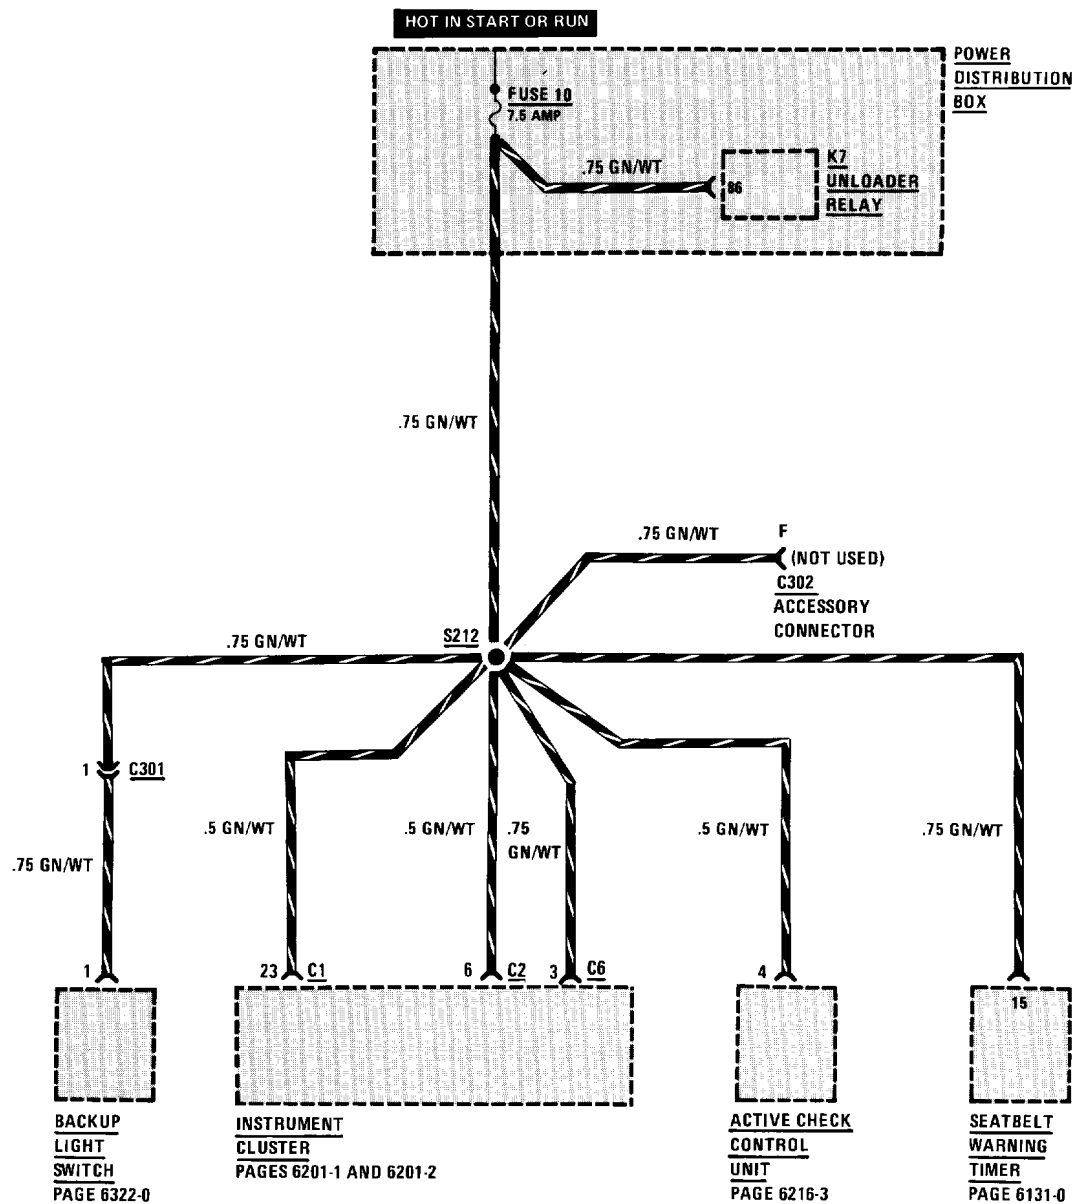 HOT IN START OR RUN
POWER
DISTRIBUTION
BOX
FUSE 10
7.5 AMP
.75 GN/WT
86
K7
UNLOADER
RELAY
.75 GN/WT
.75 GN/WT
F
(NOT USED)
C302
ACCESSORY
CONNECTOR
S212
.75 GN/WT
1
C301
.5 GN/WT
.5 GN/WT
.75
GN/WT
.5 GN/WT
.75 GN/WT
.75 GN/WT
1
23
C1
6
C2
3
C6
4
15
BACKUP
LIGHT
SWITCH
PAGE 6322-0
INSTRUMENT
CLUSTER
PAGES 6201-1 AND 6201-2
ACTIVE CHECK
CONTROL
UNIT
PAGE 6216-3
SEATBELT
WARNING
TIMER
PAGE 6131-0